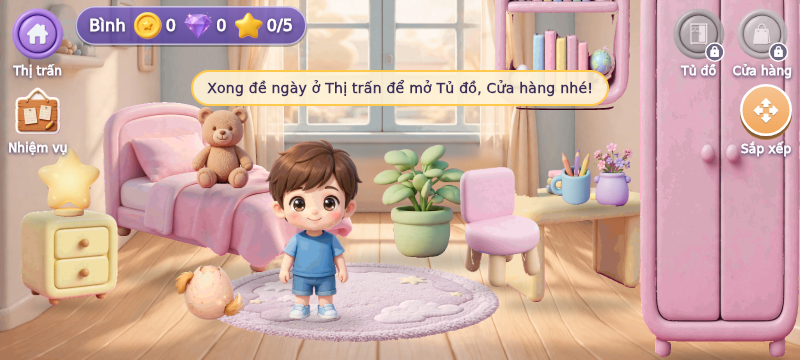 Bình 0 0 0/5
Thị trấn
Tủ đồ
Cửa hàng
Xong đề ngày ở Thị trấn để mở Tủ đồ, Cửa hàng nhé!
Nhiệm vụ
Sắp xếp